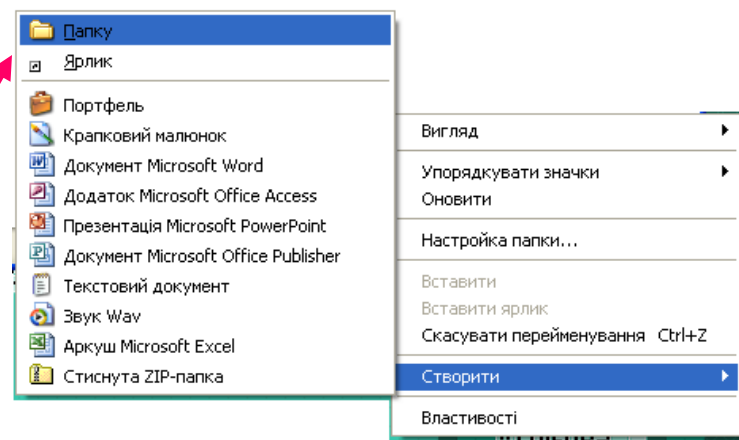 Папку
Ярлик
Портфель
Крапковий малюнок
Документ Microsoft Word
Додаток Microsoft Office Access
Презентація Microsoft PowerPoint
Документ Microsoft Office Publisher
Текстовий документ
Звук Wav
Аркуш Microsoft Excel
Стиснута ZIP-папка
Вигляд
Упорядкувати значки
Оновити
Настройка папки...
Вставити
Вставити ярлик
Скасувати перейменування Ctrl+Z
Створити
Властивості